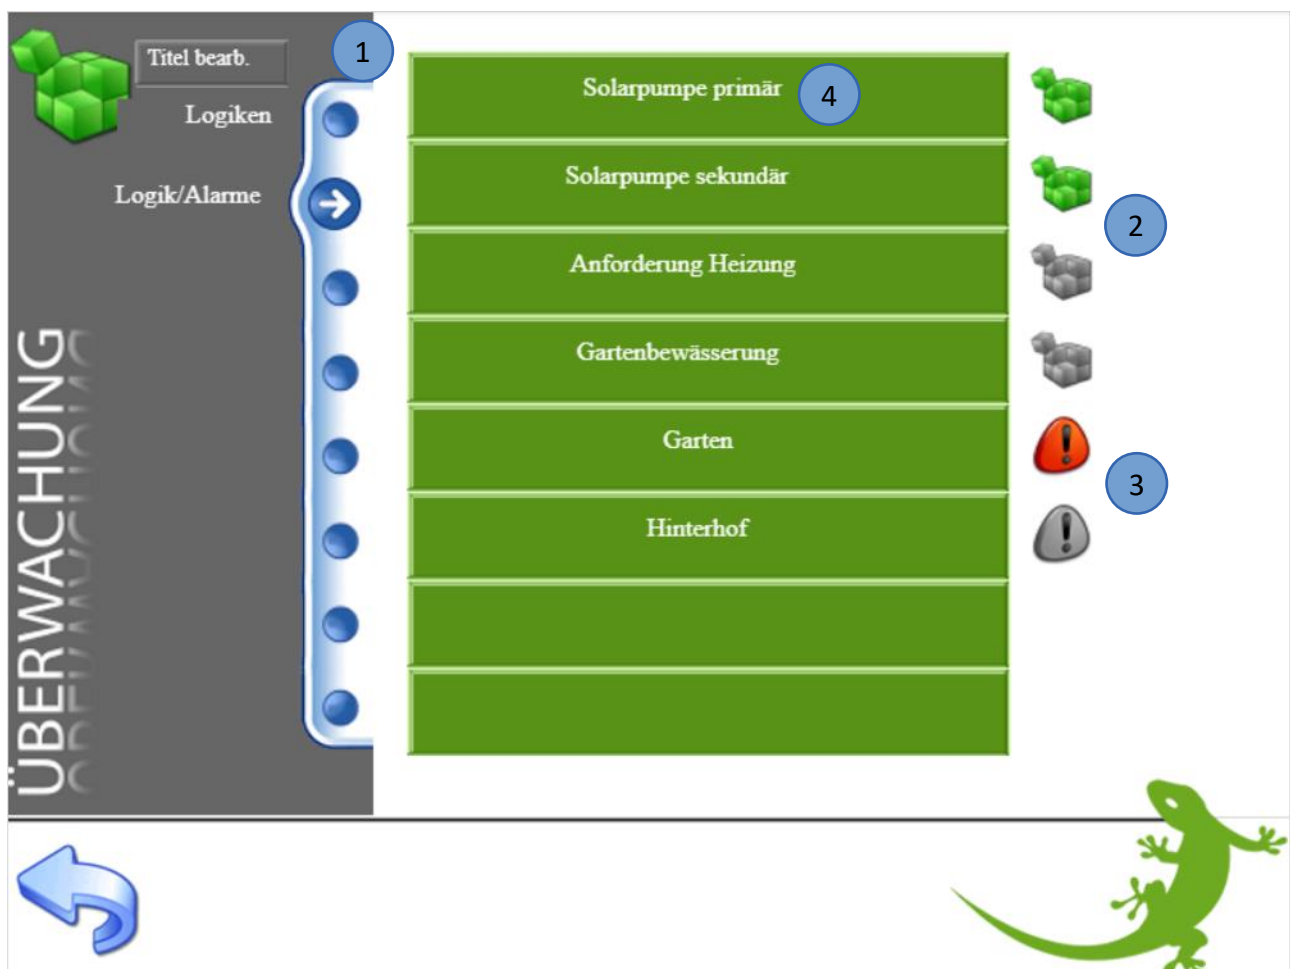 Titel bearb.
1
Logiken
Logik/Alarme
ÜBERWACHUNG
Solarpumpe primär
4
Solarpumpe sekundär
2
Anforderung Heizung
Gartenbewässerung
Garten
3
Hinterhof